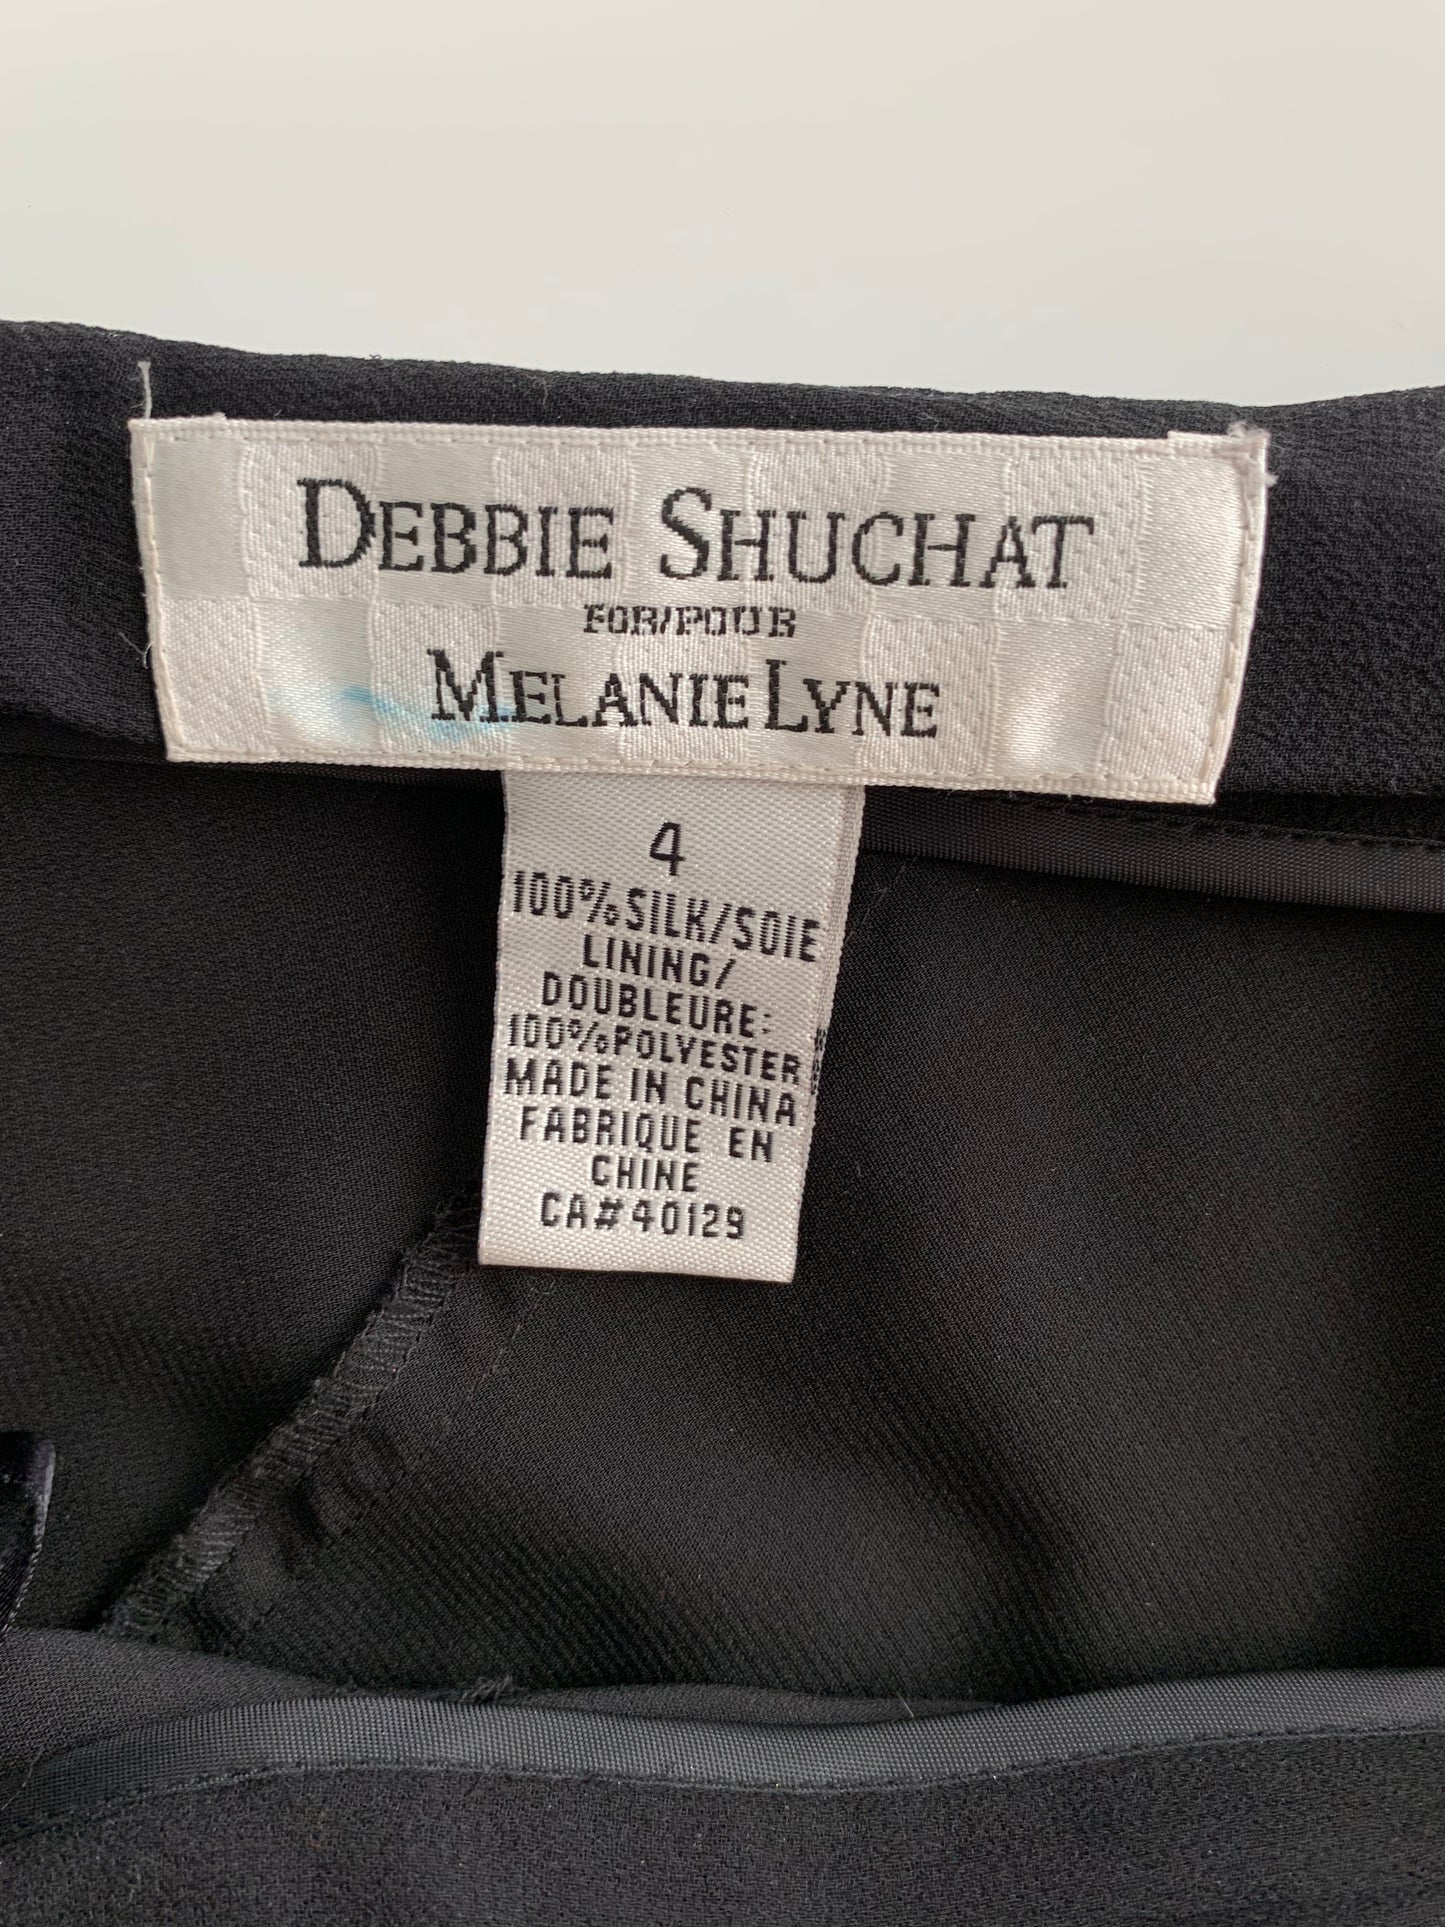 DEBBIE SHUCHAT
FOR/POUR
MELANIE LYNE
4
100% SILK/SOIE
LINING/
DOUBLEURE:
100% POLYESTER
MADE IN CHINA
FABRIQUE EN
CHINE
CA#40129